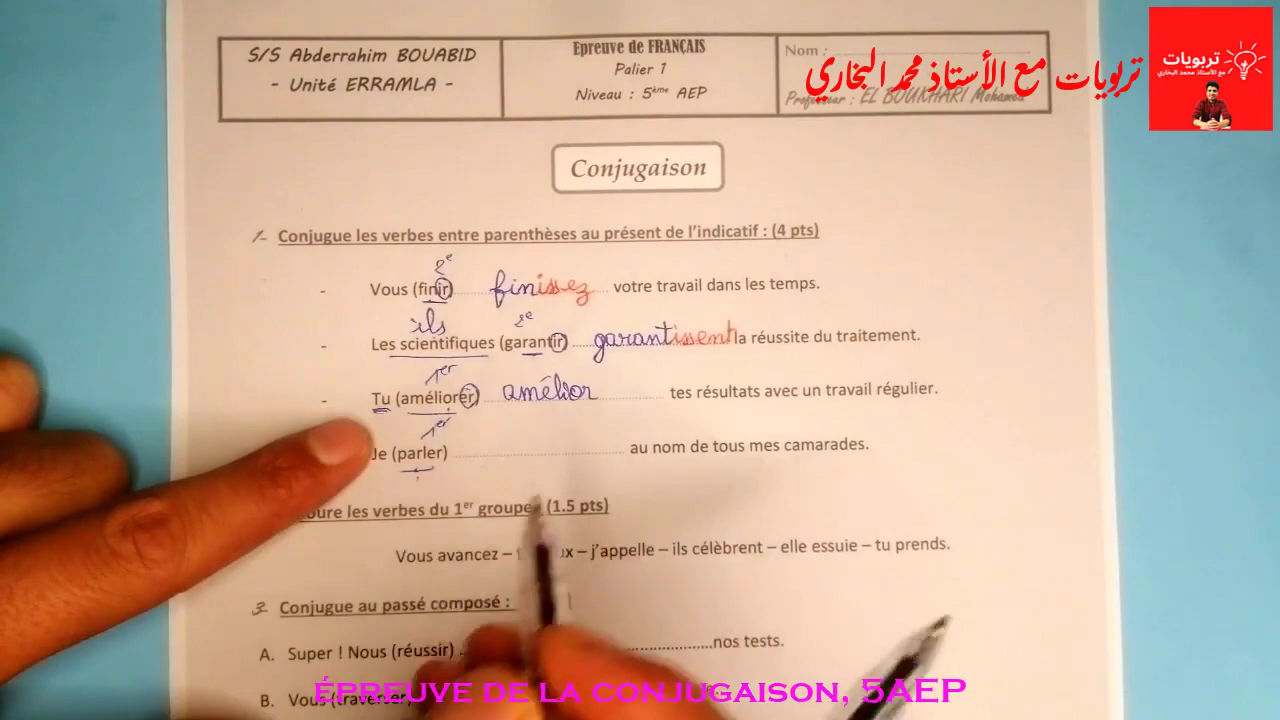 S/S Abderrahim BOUABID
- Unité ERRAMLA -
Epreuve de FRANÇAIS
Palier 1
Niveau : 5ème AEP
Nom :
Professeur : EL BOUKHARI Mohamed
تربويات مع الأستاذ محمد البخاري
تربويات
مع الأستاذ محمد البخاري
Conjugaison
1- Conjugue les verbes entre parenthèses au présent de l'indicatif : (4 pts)
2e
- Vous (finir) finissez votre travail dans les temps.
ils 2e
- Les scientifiques (garantir) garantissent la réussite du traitement.
1er
- Tu (améliorer) amélior tes résultats avec un travail régulier.
1er
Je (parler) au nom de tous mes camarades.
les verbes du 1er groupe (1.5 pts)
Vous avancez – – j'appelle – ils célèbrent – elle essuie – tu prends.
3- Conjugue au passé composé :
A. Super ! Nous (réussir) nos tests.
B. Vous (traverser)
ÉPREUVE DE LA CONJUGAISON, 5AEP